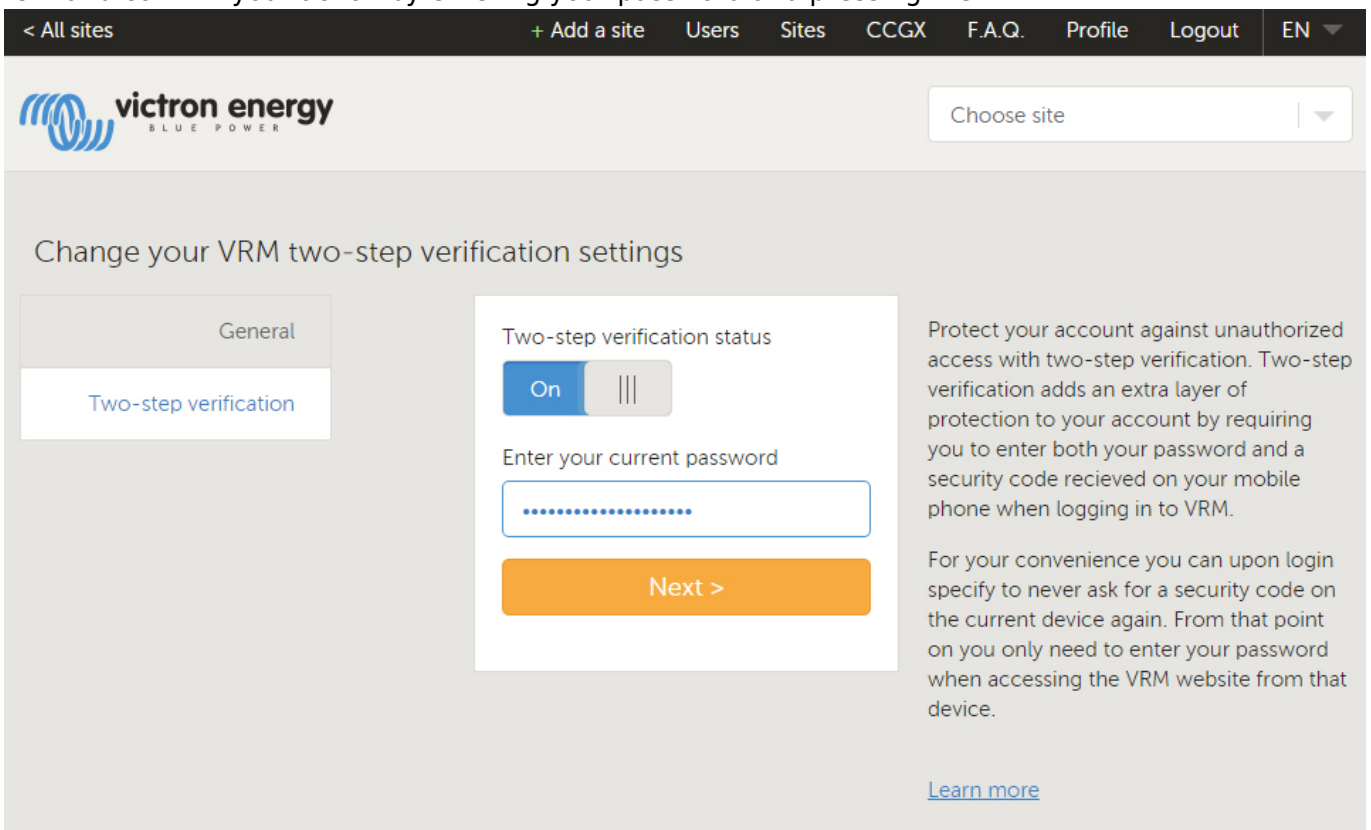 < All sites + Add a site Users Sites CCGX F.A.Q. Profile Logout EN
victron energy
BLUE POWER
Choose site
Change your VRM two-step verification settings
General
Two-step verification
Two-step verification status
On
Enter your current password
Next >
Protect your account against unauthorized
access with two-step verification. Two-step
verification adds an extra layer of
protection to your account by requiring
you to enter both your password and a
security code recieved on your mobile
phone when logging in to VRM.
For your convenience you can upon login
specify to never ask for a security code on
the current device again. From that point
on you only need to enter your password
when accessing the VRM website from that
device.
Learn more